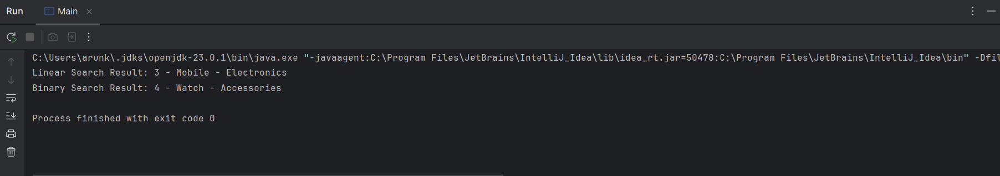 Run Main
C:\Users\arunk\.jdks\openjdk-23.0.1\bin\java.exe "-javaagent:C:\Program Files\JetBrains\IntelliJ_Idea\lib\idea_rt.jar=50478:C:\Program Files\JetBrains\IntelliJ_Idea\bin" -Dfil
Linear Search Result: 3 - Mobile - Electronics
Binary Search Result: 4 - Watch - Accessories
Process finished with exit code 0